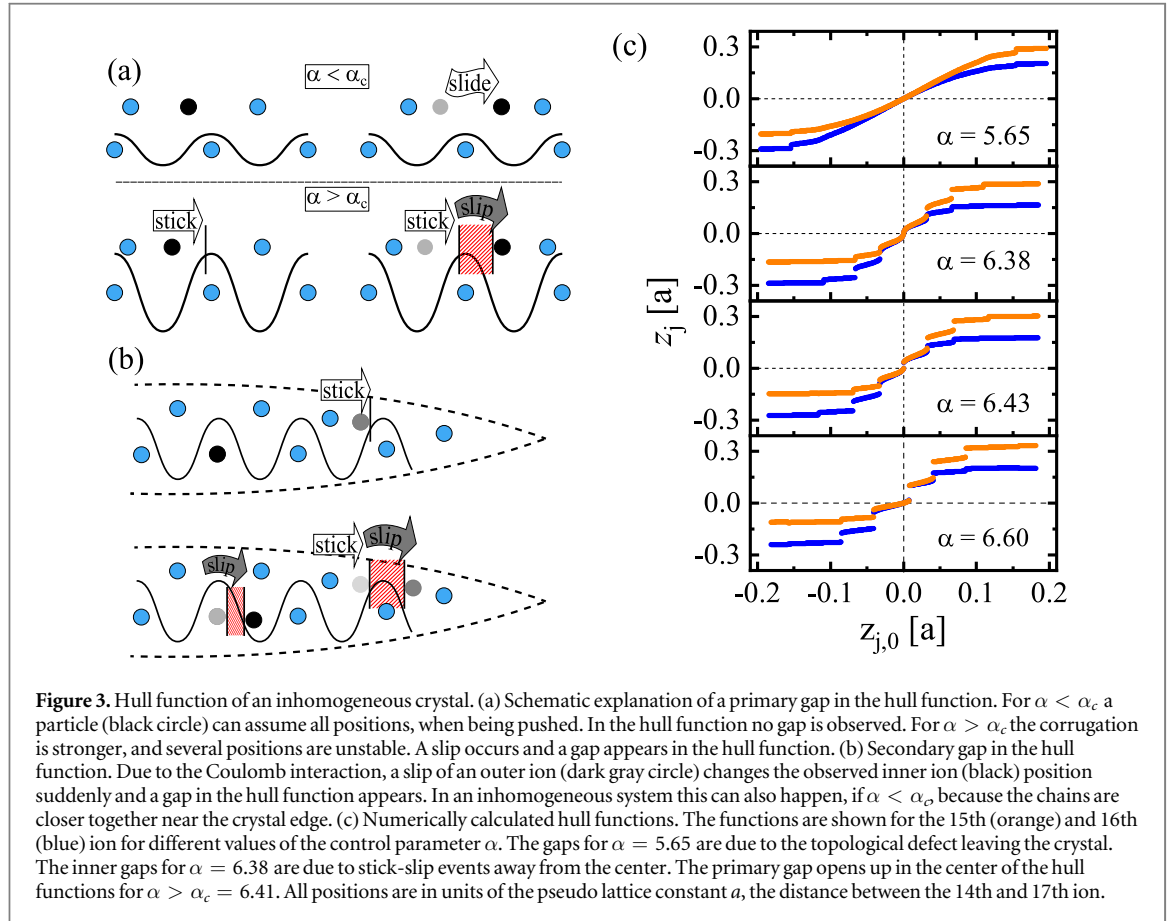 (a)
α < αc
slide
α > αc
stick
stick
slip
(b)
stick
slip
stick
slip
(c)
0.3
0.0
-0.3
α = 5.65
0.3
0.0
-0.3
α = 6.38
0.3
0.0
-0.3
α = 6.43
0.3
0.0
-0.3
α = 6.60
zj [a]
-0.2 -0.1 0.0 0.1 0.2
zj,0 [a]
Figure 3. Hull function of an inhomogeneous crystal. (a) Schematic explanation of a primary gap in the hull function. For α < αc a
particle (black circle) can assume all positions, when being pushed. In the hull function no gap is observed. For α > αc the corrugation
is stronger, and several positions are unstable. A slip occurs and a gap appears in the hull function. (b) Secondary gap in the hull
function. Due to the Coulomb interaction, a slip of an outer ion (dark gray circle) changes the observed inner ion (black) position
suddenly and a gap in the hull function appears. In an inhomogeneous system this can also happen, if α < αc, because the chains are
closer together near the crystal edge. (c) Numerically calculated hull functions. The functions are shown for the 15th (orange) and 16th
(blue) ion for different values of the control parameter α. The gaps for α = 5.65 are due to the topological defect leaving the crystal.
The inner gaps for α = 6.38 are due to stick-slip events away from the center. The primary gap opens up in the center of the hull
functions for α > αc = 6.41. All positions are in units of the pseudo lattice constant a, the distance between the 14th and 17th ion.